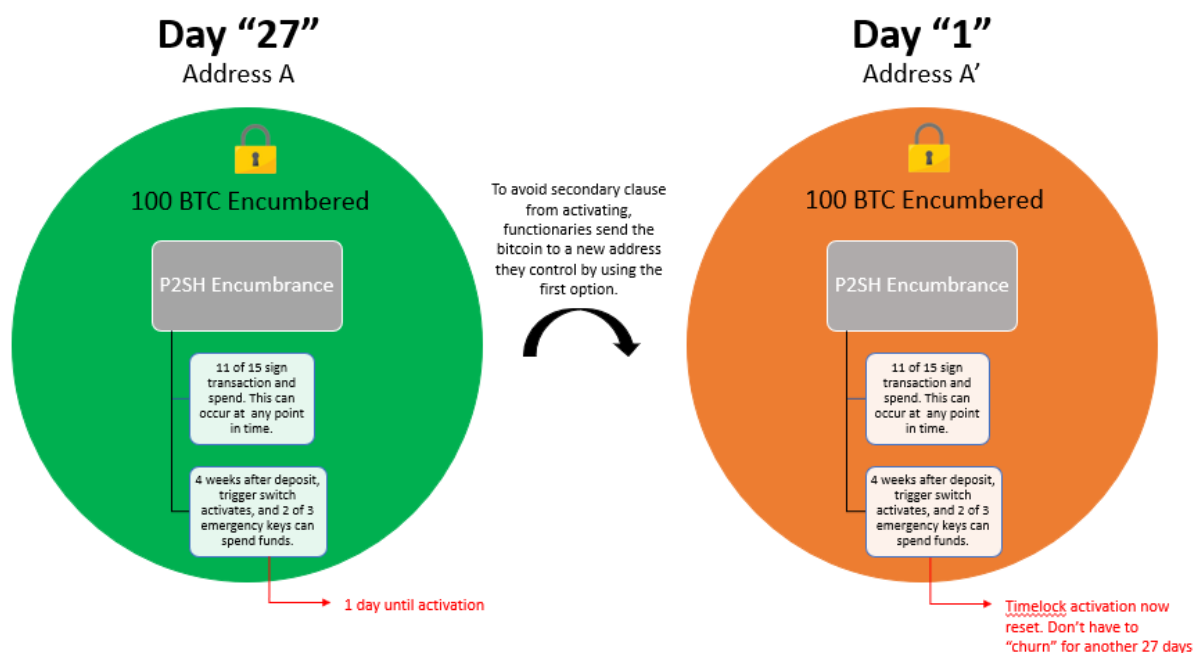 Day “27”
Address A
100 BTC Encumbered
P2SH Encumbrance
11 of 15 sign
transaction and
spend. This can
occur at any point
in time.
4 weeks after deposit,
trigger switch
activates, and 2 of 3
emergency keys can
spend funds.
1 day until activation
To avoid secondary clause
from activating,
functionaries send the
bitcoin to a new address
they control by using the
first option.
Day “1”
Address A’
100 BTC Encumbered
P2SH Encumbrance
11 of 15 sign
transaction and
spend. This can
occur at any point
in time.
4 weeks after deposit,
trigger switch
activates, and 2 of 3
emergency keys can
spend funds.
Timelock activation now
reset. Don’t have to
“churn” for another 27 days